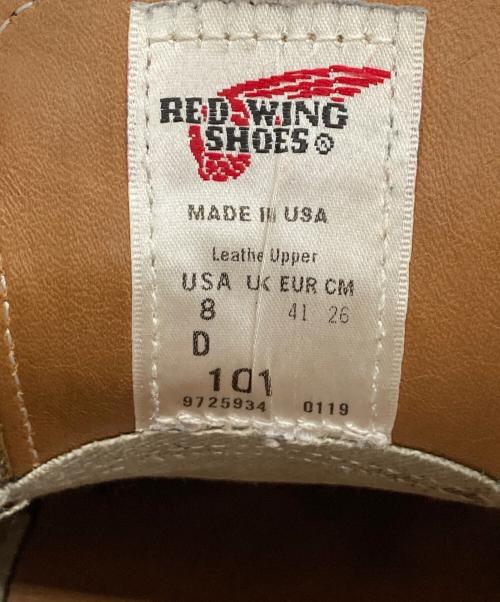 RED WING
SHOES ®
MADE IN USA
Leathe Upper
USA UK EUR CM
8 41 26
D
101
9725934 0119